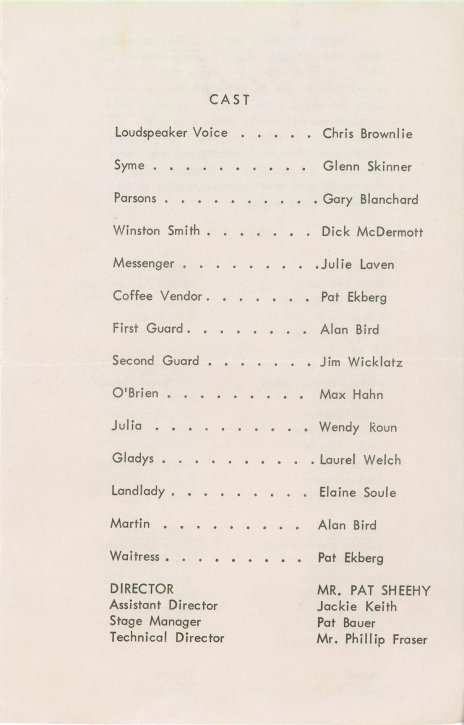 CAST
Loudspeaker Voice . . . . . Chris Brownlie
Syme . . . . . . . . . . Glenn Skinner
Parsons . . . . . . . . . . Gary Blanchard
Winston Smith . . . . . . . Dick McDermott
Messenger . . . . . . . . . Julie Laven
Coffee Vendor . . . . . . . Pat Ekberg
First Guard . . . . . . . . Alan Bird
Second Guard . . . . . . . Jim Wicklatz
O'Brien . . . . . . . . . Max Hahn
Julia . . . . . . . . . . Wendy Roun
Gladys . . . . . . . . . . Laurel Welch
Landlady . . . . . . . . . Elaine Soule
Martin . . . . . . . . . Alan Bird
Waitress . . . . . . . . . Pat Ekberg
DIRECTOR MR. PAT SHEEHY
Assistant Director Jackie Keith
Stage Manager Pat Bauer
Technical Director Mr. Phillip Fraser